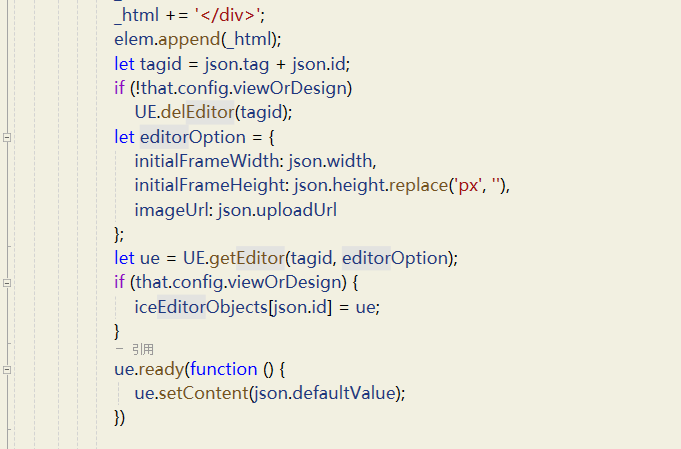 _html += '</div>';
elem.append(_html);
let tagid = json.tag + json.id;
if (!that.config.viewOrDesign)
UE.delEditor(tagid);
let editorOption = {
initialFrameWidth: json.width,
initialFrameHeight: json.height.replace('px', ''),
imageUrl: json.uploadUrl
};
let ue = UE.getEditor(tagid, editorOption);
if (that.config.viewOrDesign) {
iceEditorObjects[json.id] = ue;
}
一 引用
ue.ready(function () {
ue.setContent(json.defaultValue);
})